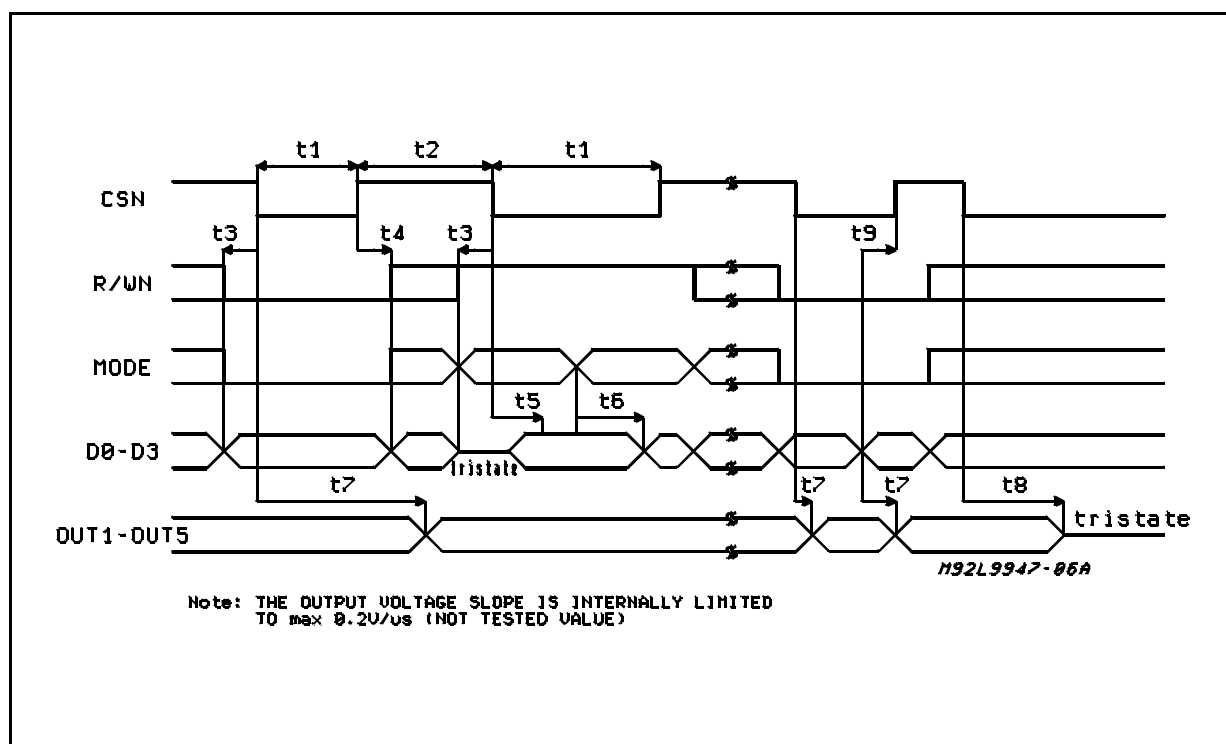 t1 t2 t1
CSN
t3 t4 t3 t9
R/WN
MODE
t5 t6
D0-D3
tristate
t7 t7 t7 t8
tristate
OUT1-OUT5
M92L9947-06A
Note: THE OUTPUT VOLTAGE SLOPE IS INTERNALLY LIMITED
TO max 0.2V/us (NOT TESTED VALUE)